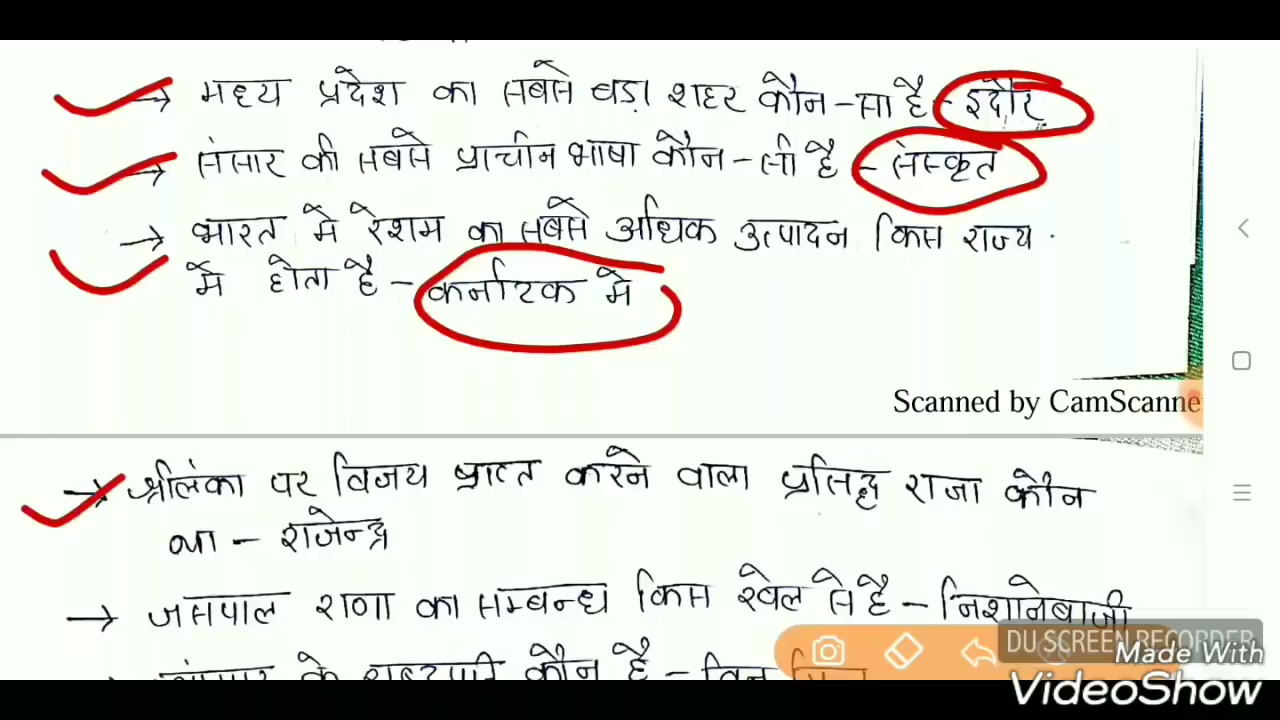 → मध्य प्रदेश का सबसे बड़ा शहर कौन-सा है - इंदौर
→ संसार की सबसे प्राचीन भाषा कौन-सी है - संस्कृत
→ भारत में रेशम का सबसे अधिक उत्पादन किस राज्य
में होता है - कर्नाटक में
Scanned by CamScanne
→ श्रीलंका पर विजय प्राप्त करने वाला प्रसिद्ध राजा कौन
था - राजेन्द्र
→ जसपाल राणा का सम्बन्ध किस खेल से है - निशानेबाजी
DU SCREEN RECORDER
Made With
VideoShow
के राष्ट्रपति कौन है -